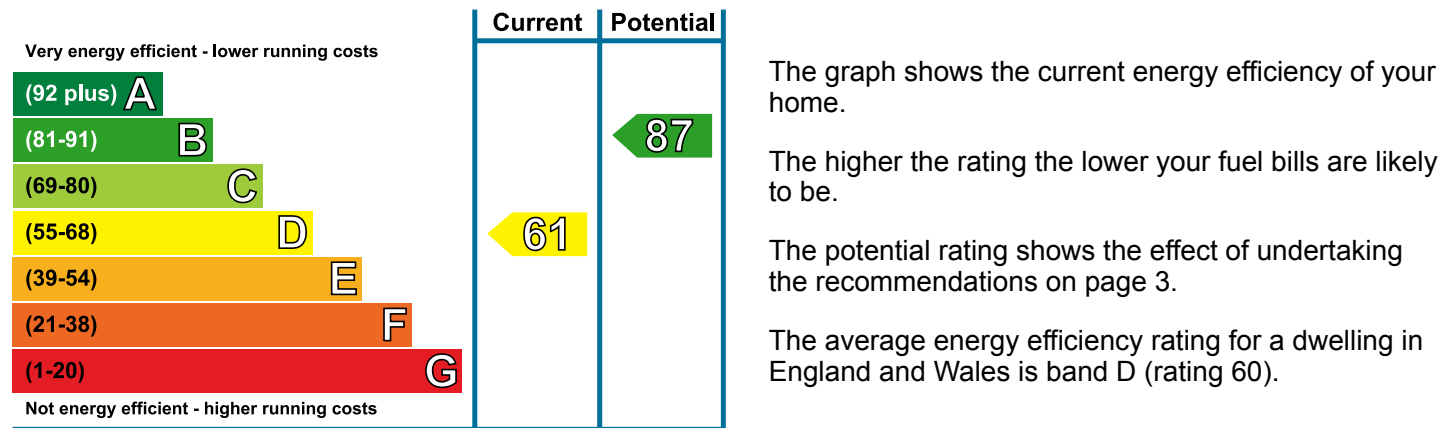 Current Potential
Very energy efficient - lower running costs
(92 plus) A
(81-91) B
87
(69-80) C
(55-68) D
61
(39-54) E
(21-38) F
(1-20) G
Not energy efficient - higher running costs
The graph shows the current energy efficiency of your
home.
The higher the rating the lower your fuel bills are likely
to be.
The potential rating shows the effect of undertaking
the recommendations on page 3.
The average energy efficiency rating for a dwelling in
England and Wales is band D (rating 60).